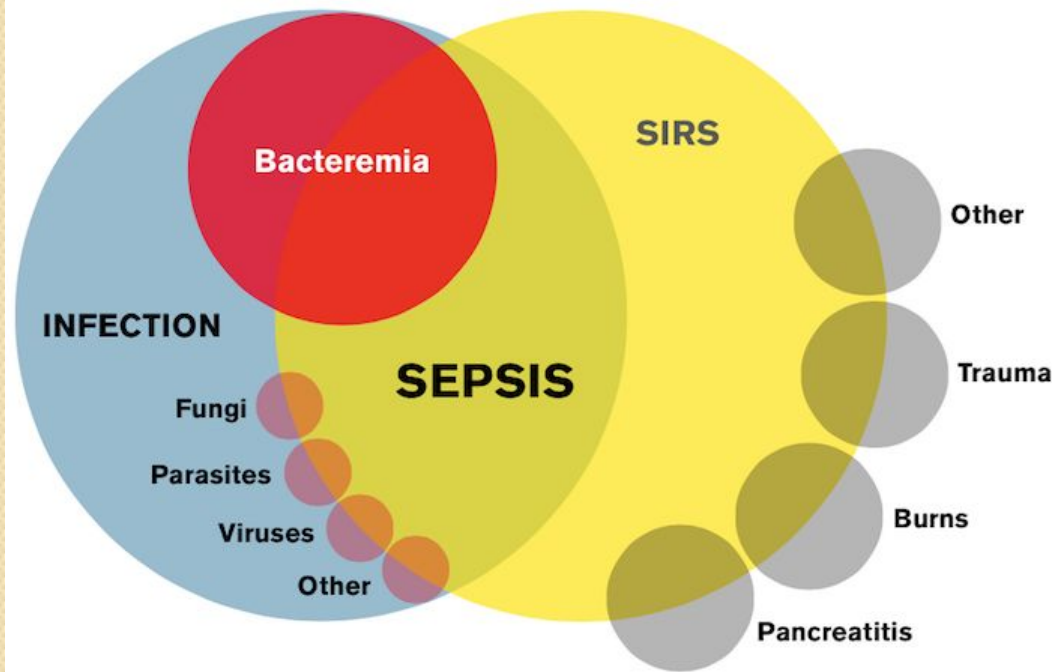 Bacteremia
SIRS
Other
INFECTION
Trauma
SEPSIS
Fungi
Parasites
Viruses
Burns
Other
Pancreatitis